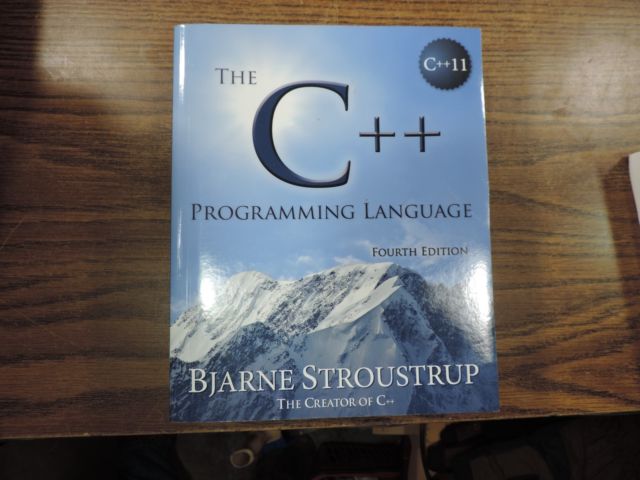 C++11
THE
C++
PROGRAMMING LANGUAGE
FOURTH EDITION
BJARNE STROUSTRUP
THE CREATOR OF C++